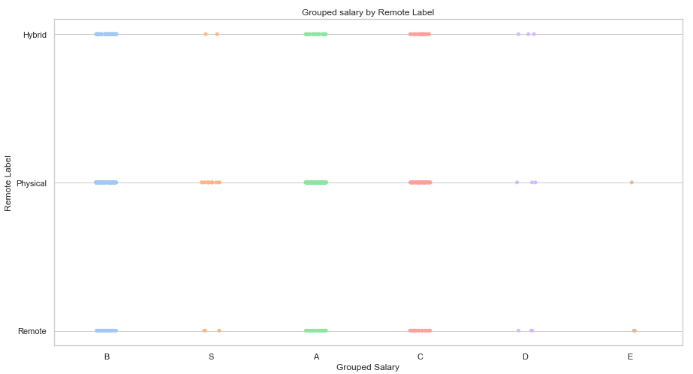 Grouped salary by Remote Label
Hybrid
Physical
Remote
Remote Label
B S A C D E
Grouped Salary